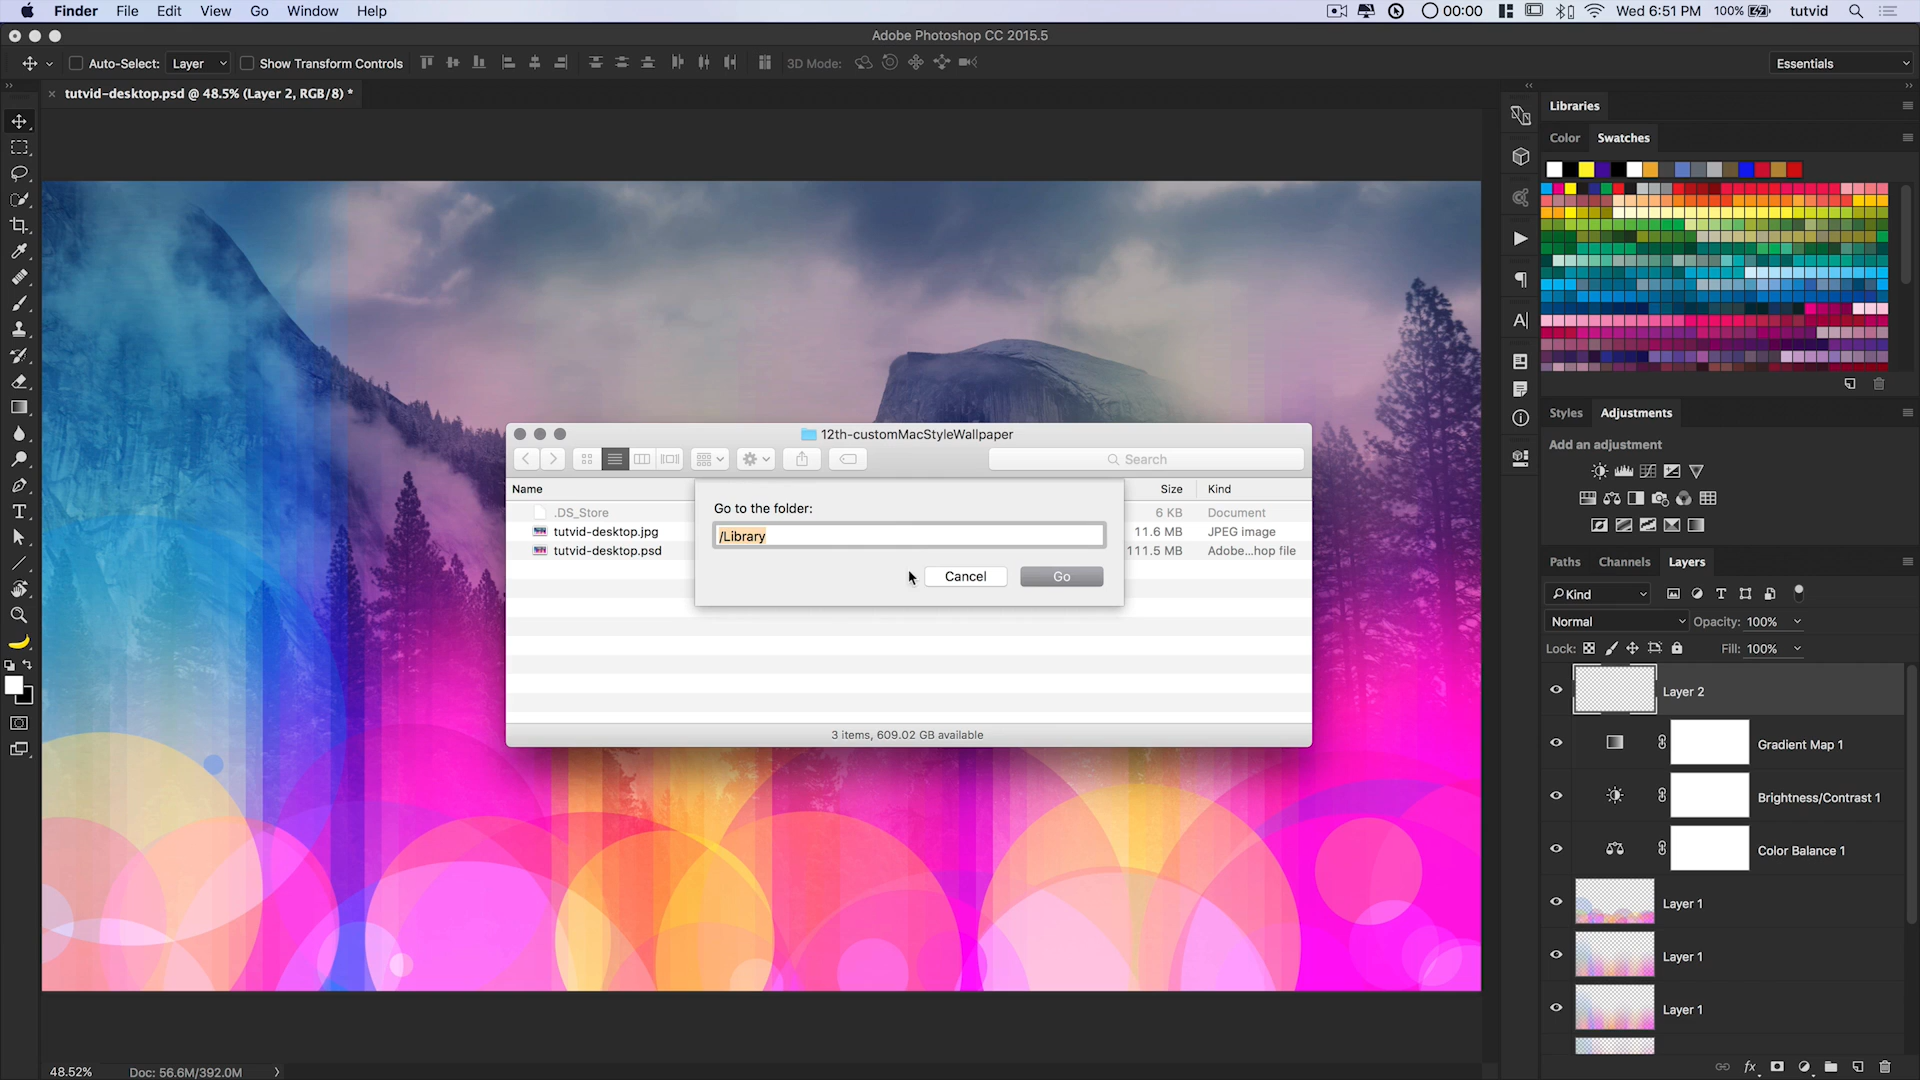 Finder File Edit View Go Window Help 00:00 Wed 6:51 PM 100% tutvid
Adobe Photoshop CC 2015.5
Auto-Select: Layer Show Transform Controls 3D Mode: Essentials
tutvid-desktop.psd @ 48.5% (Layer 2, RGB/8) *
Libraries
Color Swatches
12th-customMacStyleWallpaper
Search
Name Size Kind
.DS_Store 6 KB Document
tutvid-desktop.jpg 11.6 MB JPEG image
tutvid-desktop.psd 111.5 MB Adobe...hop file
Go to the folder:
/Library
Cancel Go
3 items, 609.02 GB available
Styles Adjustments
Add an adjustment
Paths Channels Layers
Kind
Normal Opacity: 100%
Lock: Fill: 100%
Layer 2
Gradient Map 1
Brightness/Contrast 1
Color Balance 1
Layer 1
Layer 1
Layer 1
fx
48.52% Doc: 56.6M/392.0M